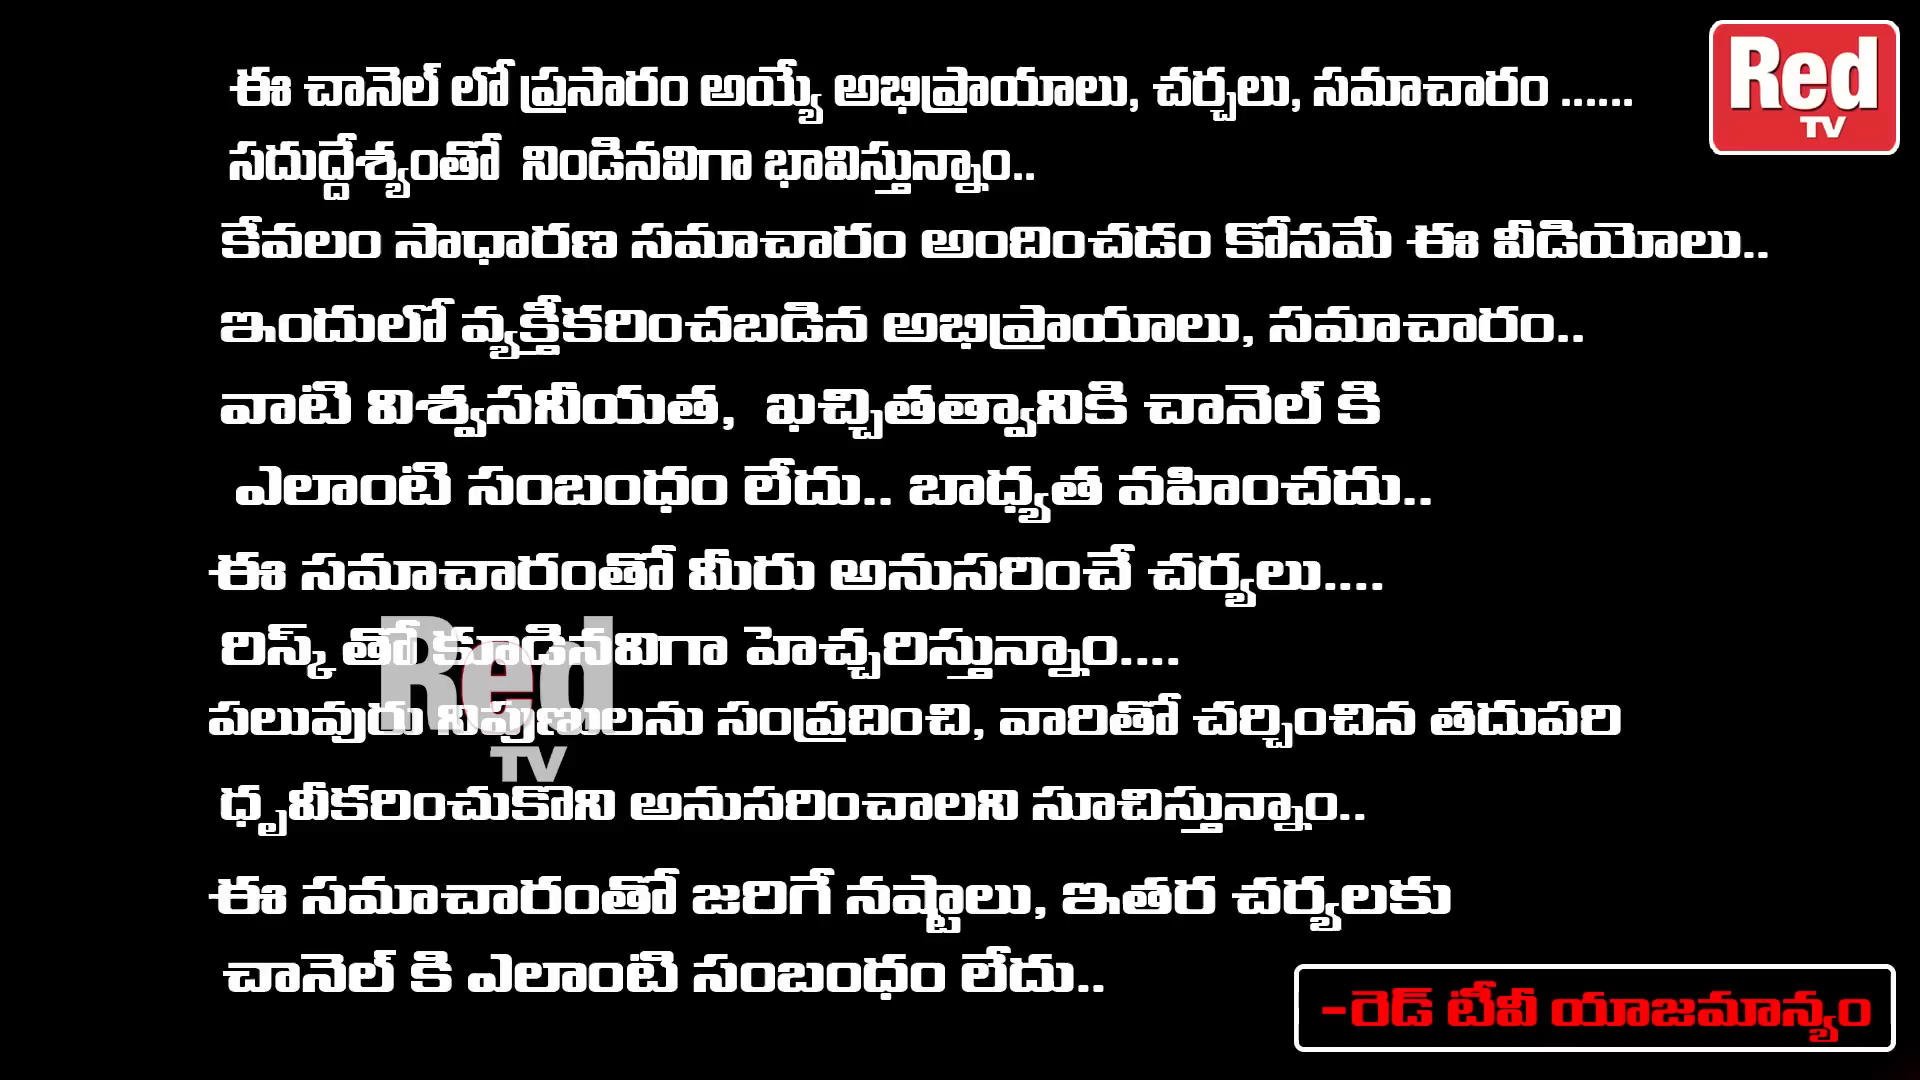 ఈ చానెల్ లో ప్రసారం అయ్యే అభిప్రాయాలు, చర్చలు, సమాచారం ......
Red
TV
సదుద్దేశ్యంతో నిండినవిగా భావిస్తున్నాం..
కేవలం సాధారణ సమాచారం అందించడం కోసమే ఈ వీడియోలు..
ఇందులో వ్యక్తీకరించబడిన అభిప్రాయాలు, సమాచారం..
వాటి విశ్వసనీయత, ఖచ్చితత్వానికి చానెల్ కి
ఎలాంటి సంబంధం లేదు.. బాధ్యత వహించదు..
ఈ సమాచారంతో మీరు అనుసరించే చర్యలు....
రిస్క్ తో కూడినవిగా హెచ్చరిస్తున్నాం....
Red
TV
పలువురు నిపుణులను సంప్రదించి, వారితో చర్చించిన తదుపరి
ధృవీకరించుకొని అనుసరించాలని సూచిస్తున్నాం..
ఈ సమాచారంతో జరిగే నష్టాలు, ఇతర చర్యలకు
చానెల్ కి ఎలాంటి సంబంధం లేదు..
-రెడ్ టీవీ యాజమాన్యం